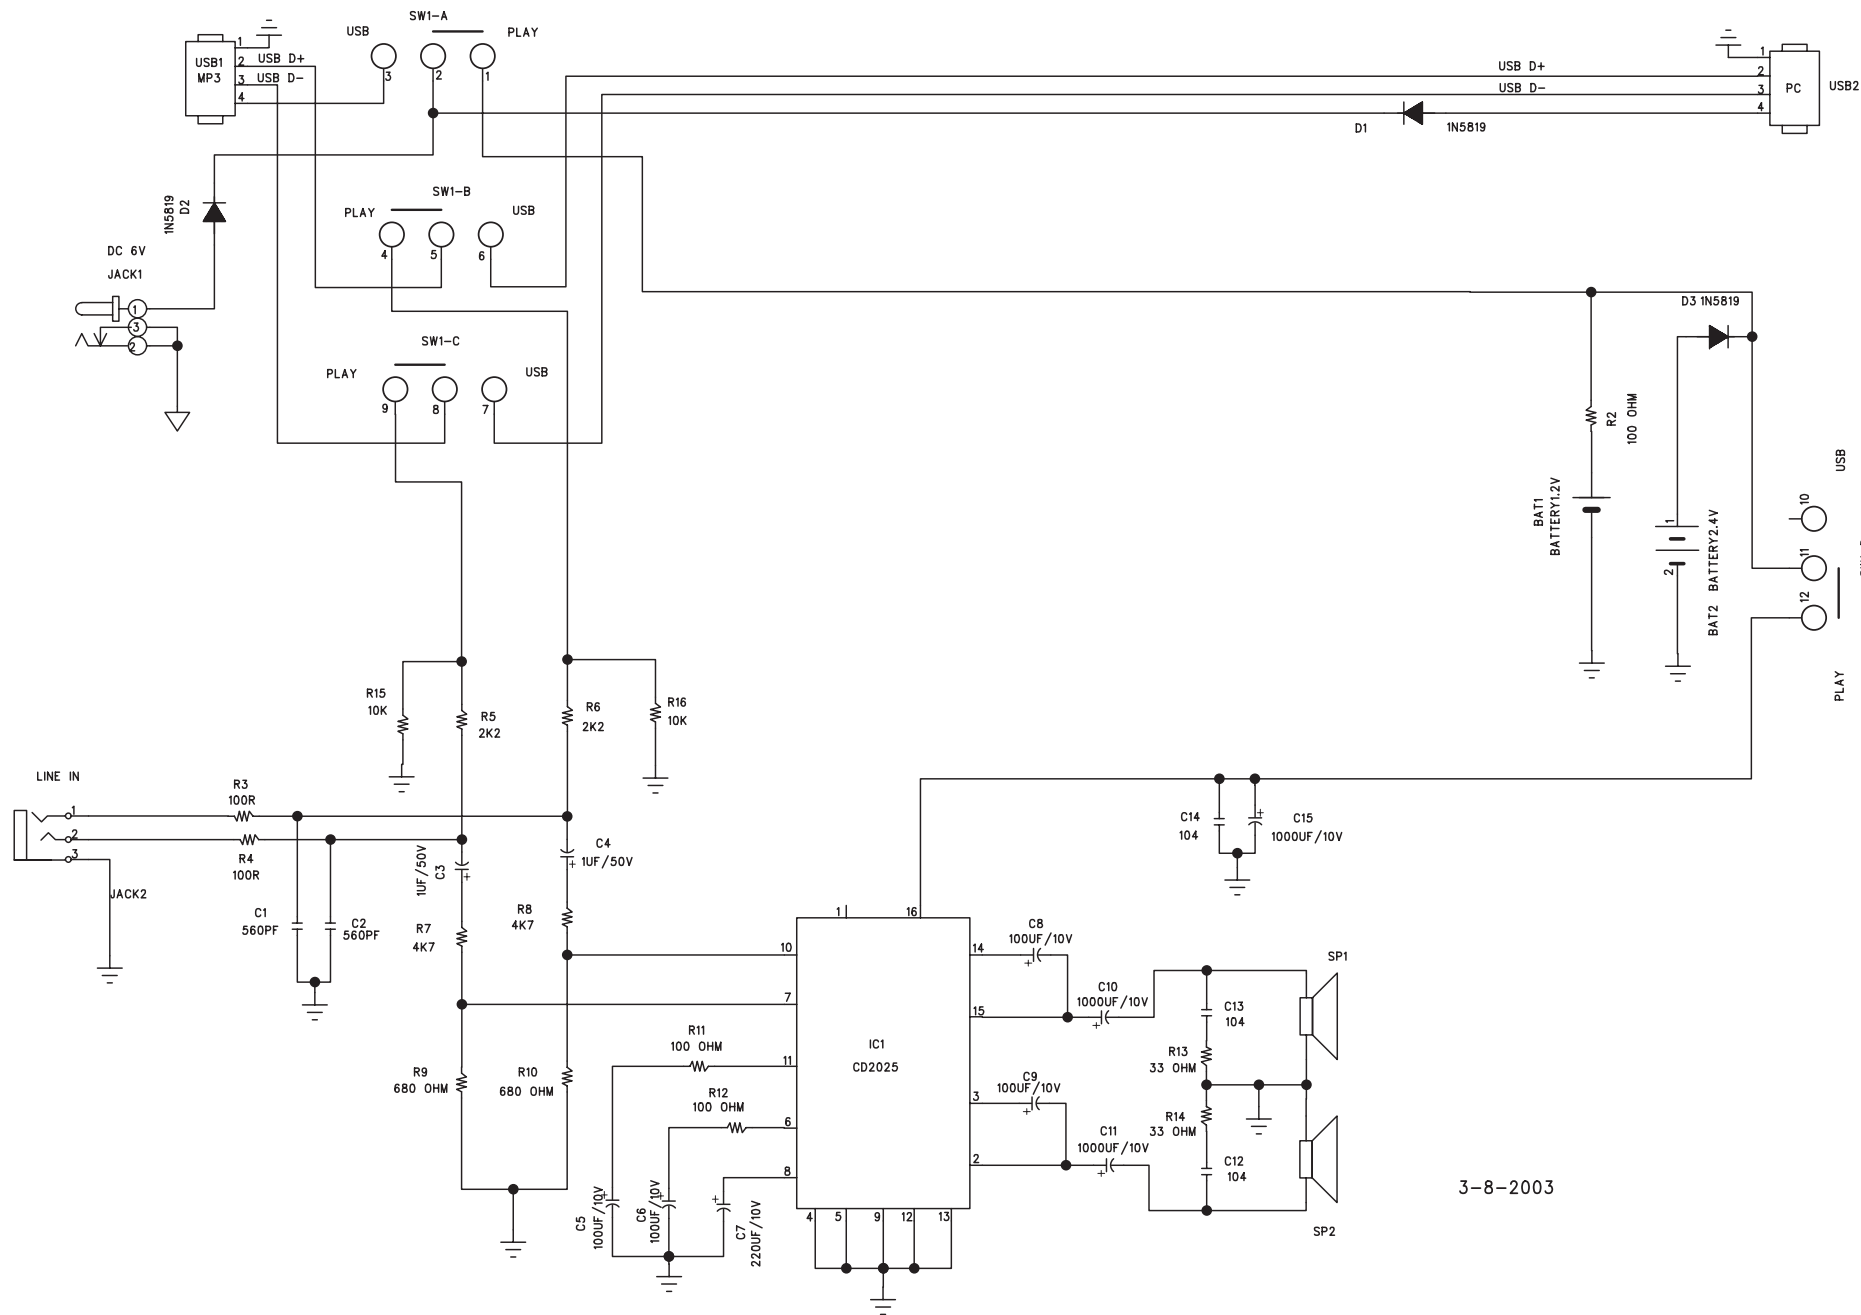 SW1-A
USB
PLAY
3
2
1
USB1
MP3
1
2
3
4
USB D+
USB D-
USB D+
USB D-
1
2
3
4
PC
USB2
D1
1N5819
1N5819
D2
SW1-B
PLAY
USB
4
5
6
DC 6V
JACK1
1
3
2
SW1-C
PLAY
USB
9
8
7
D3 1N5819
R2
100 OHM
BAT1
BATTERY1.2V
1
2
BAT2 BATTERY2.4V
USB
10
11
12
PLAY
R15
10K
R5
2K2
R6
2K2
R16
10K
LINE IN
1
2
3
JACK2
R3
100R
R4
100R
C1
560PF
C2
560PF
1UF/50V
C3
+
C4
1UF/50V
+
R7
4K7
R8
4K7
R9
680 OHM
R10
680 OHM
C14
104
C15
1000UF/10V
+
1
16
10
7
11
6
8
14
15
3
2
4
5
9
12
13
IC1
CD2025
R11
100 OHM
R12
100 OHM
C5
100UF/10V
+
C6
100UF/10V
+
C7
220UF/10V
+
C8
100UF/10V
+
C10
1000UF/10V
+
C9
100UF/10V
+
C11
1000UF/10V
+
C13
104
R13
33 OHM
R14
33 OHM
C12
104
SP1
SP2
3-8-2003